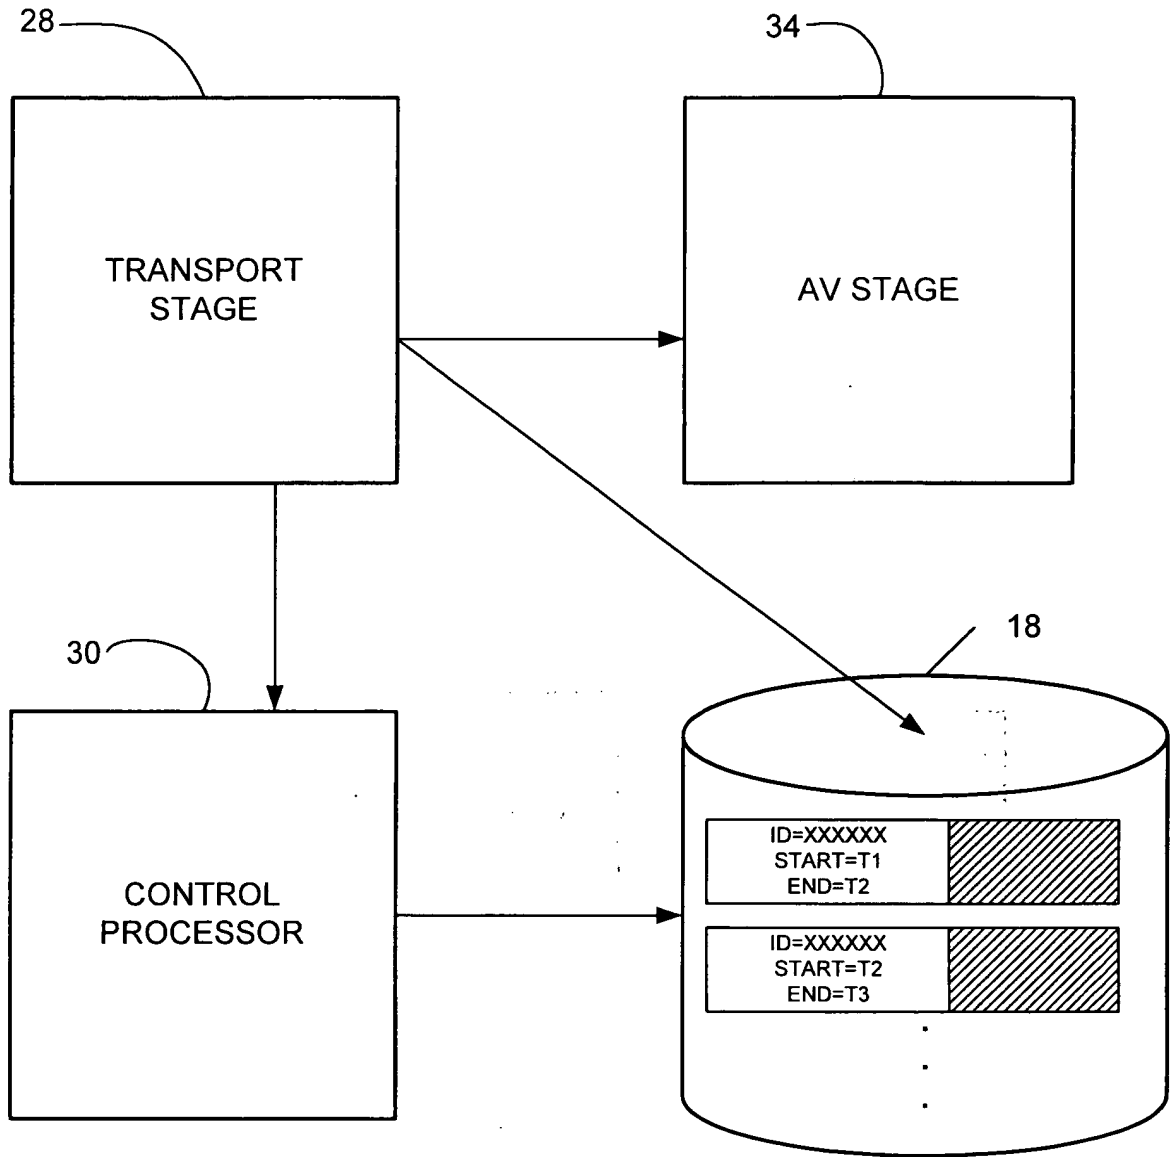 28
34
TRANSPORT
STAGE
AV STAGE
30
18
CONTROL
PROCESSOR
ID=XXXXXX
START=T1
END=T2
ID=XXXXXX
START=T2
END=T3